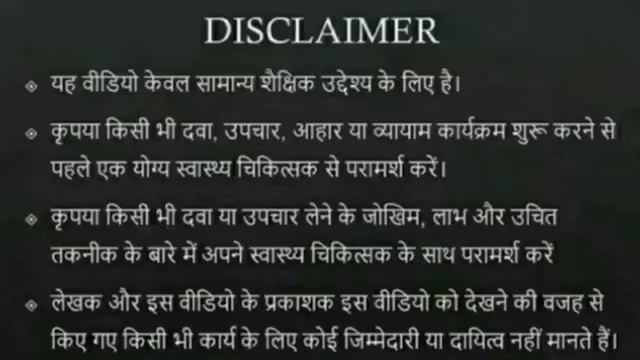 DISCLAIMER
यह वीडियो केवल सामान्य शैक्षिक उद्देश्य के लिए है।
कृपया किसी भी दवा, उपचार, आहार या व्यायाम कार्यक्रम शुरू करने से
पहले एक योग्य स्वास्थ्य चिकित्सक से परामर्श करें।
कृपया किसी भी दवा या उपचार लेने के जोखिम, लाभ और उचित
तकनीक के बारे में अपने स्वास्थ्य चिकित्सक के साथ परामर्श करें
लेखक और इस वीडियो के प्रकाशक इस वीडियो को देखने की वजह से
किए गए किसी भी कार्य के लिए कोई जिम्मेदारी या दायित्व नहीं मानते हैं।